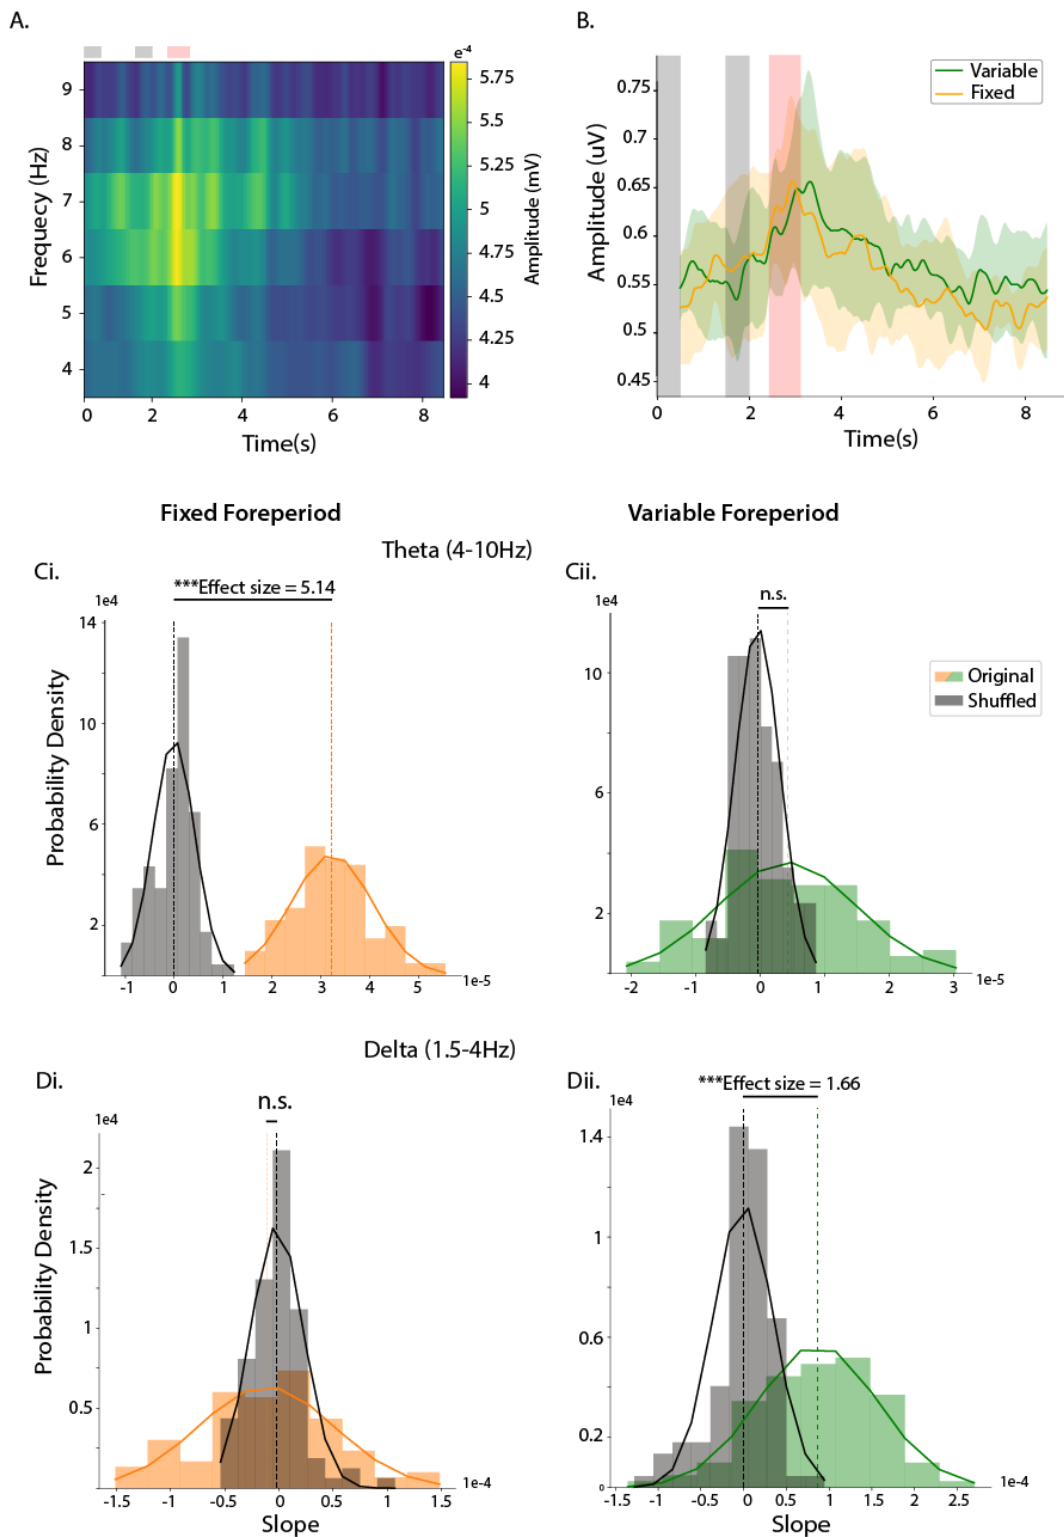 A.
e-4
9
8
7
6
5
4
Frequecy (Hz)
0
2
4
6
8
Time(s)
5.75
5.5
5.25
5
4.75
4.5
4.25
4
Amplitude (mV)
B.
Variable
Fixed
0.75
0.7
0.65
0.6
0.55
0.5
0.45
Amplitude (uV)
0
2
4
6
8
Time(s)
Fixed Foreperiod
Variable Foreperiod
Theta (4-10Hz)
Ci.
***Effect size = 5.14
1e4
14
10
6
2
Probability Density
-1
0
1
2
3
4
5
1e-5
Cii.
n.s.
1e4
10
6
2
Original
Shuffled
-2
-1
0
1
2
3
1e-5
Delta (1.5-4Hz)
Di.
n.s.
1e4
2
1.5
1
0.5
Probability Density
-1.5
-1
-0.5
0
0.5
1
1.5
1e-4
Slope
Dii.
***Effect size = 1.66
1e4
1.4
1
0.6
0.2
0
-1.5
-1
-0.5
0
0.5
1
1.5
2
2.5
1e-4
Slope